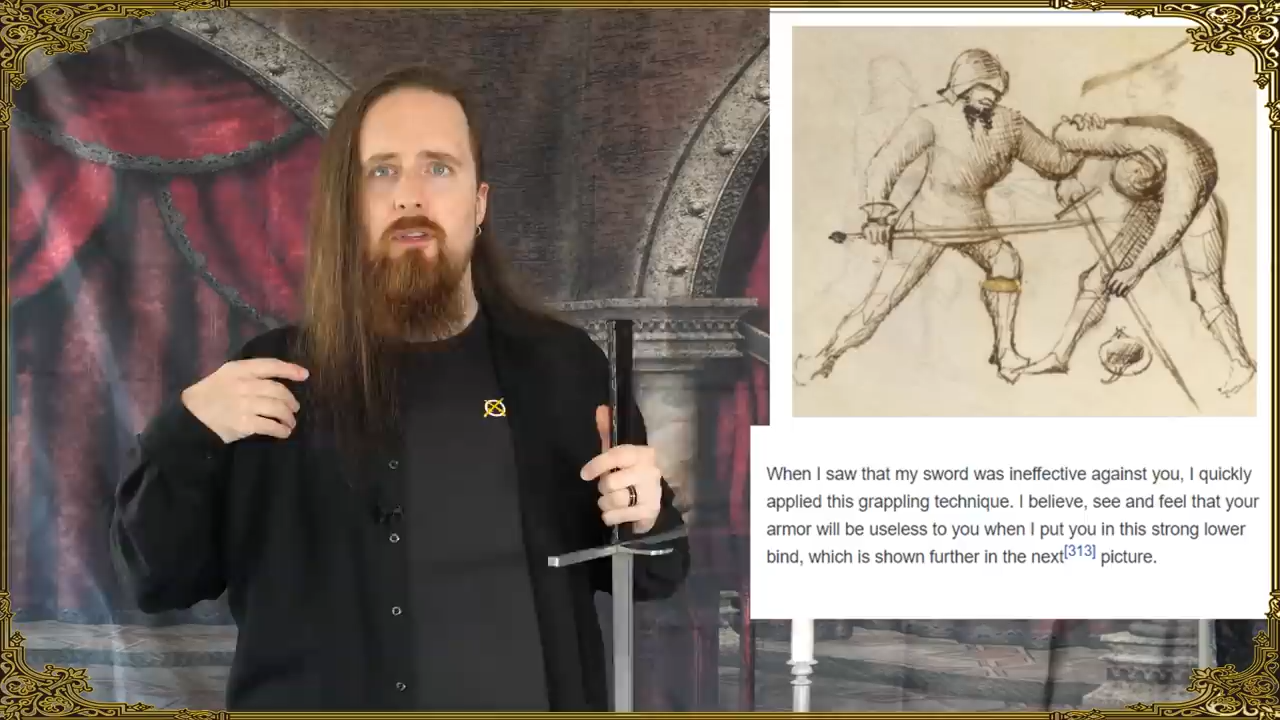 When I saw that my sword was ineffective against you, I quickly
applied this grappling technique. I believe, see and feel that your
armor will be useless to you when I put you in this strong lower
bind, which is shown further in the next[313] picture.